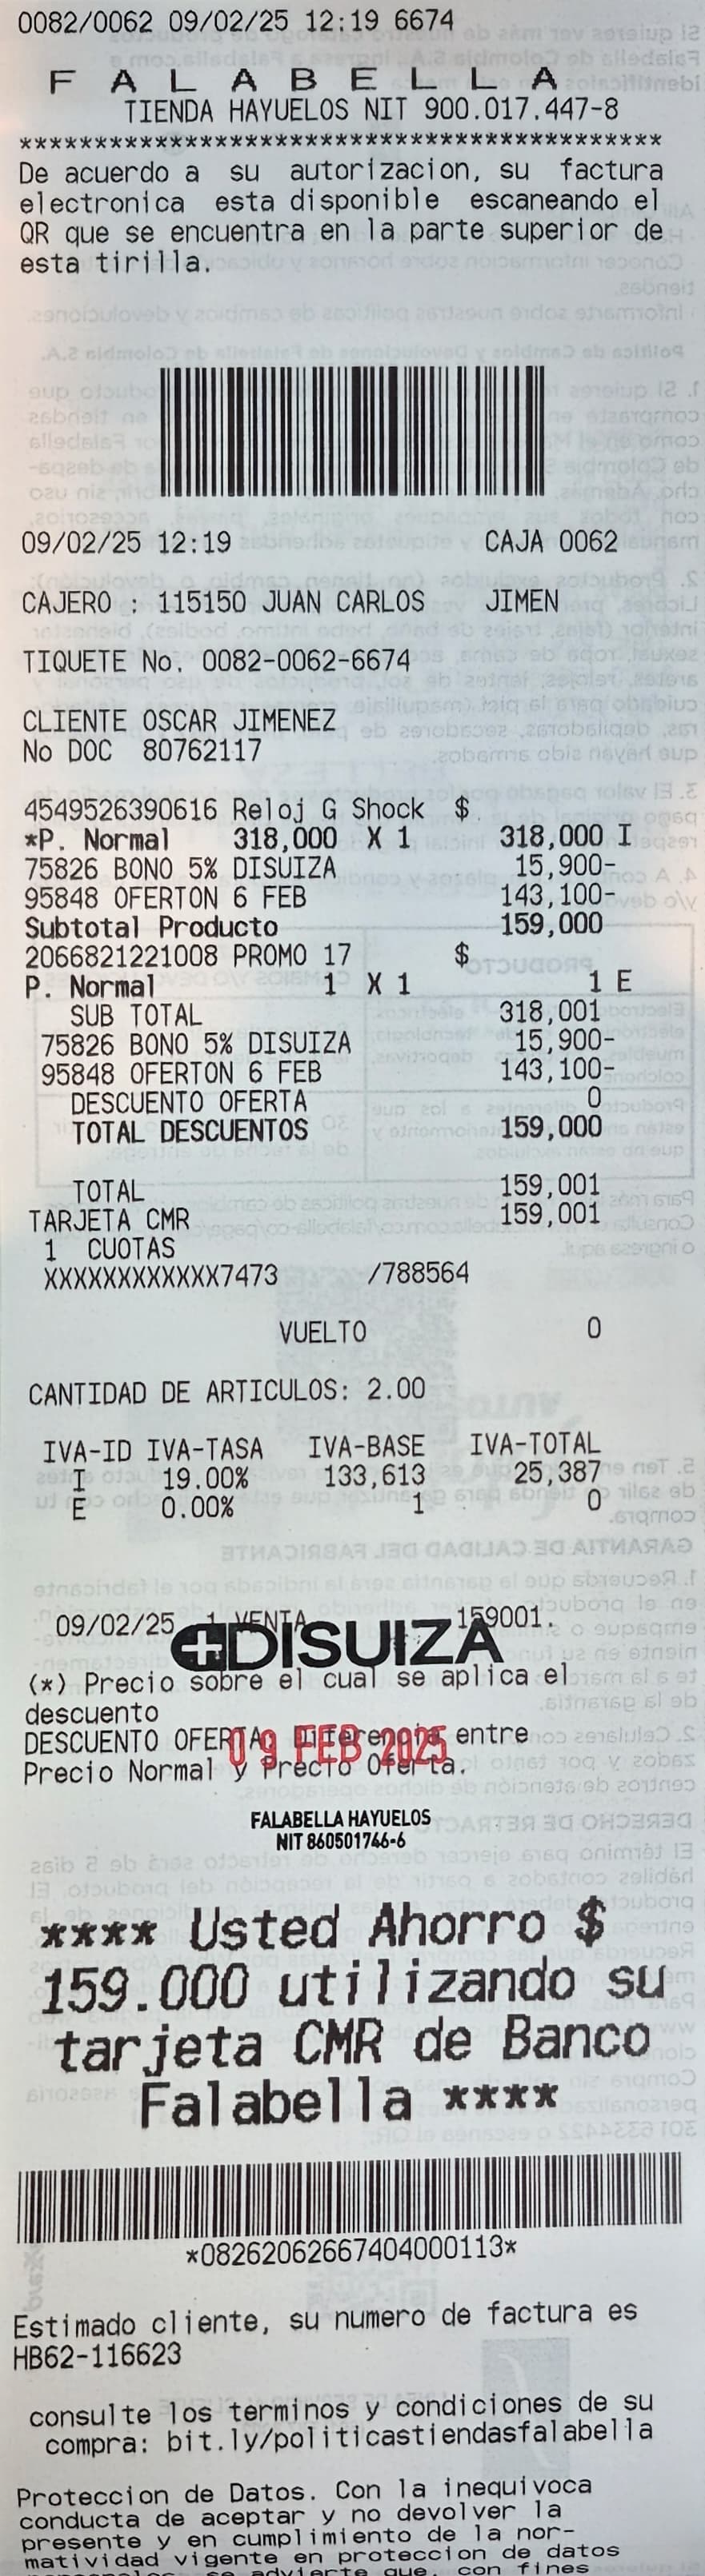 0082/0062 09/02/25 12:19 6674
F A L A B E L L A
TIENDA HAYUELOS NIT 900.017.447-8
*******************************************
De acuerdo a su autorizacion, su factura
electronica esta disponible escaneando el
QR que se encuentra en la parte superior de
esta tirilla.
09/02/25 12:19 CAJA 0062
CAJERO : 115150 JUAN CARLOS JIMEN
TIQUETE No. 0082-0062-6674
CLIENTE OSCAR JIMENEZ
No DOC 80762117
4549526390616 Reloj G Shock $
*P. Normal 318,000 X 1 318,000 I
75826 BONO 5% DISUIZA 15,900-
95848 OFERTON 6 FEB 143,100-
Subtotal Producto 159,000
2066821221008 PROMO 17 $
P. Normal 1 X 1 1 E
SUB TOTAL 318,001
75826 BONO 5% DISUIZA 15,900-
95848 OFERTON 6 FEB 143,100-
DESCUENTO OFERTA 0
TOTAL DESCUENTOS 159,000
TOTAL 159,001
TARJETA CMR 159,001
1 CUOTAS
XXXXXXXXXXXX7473 /788564
VUELTO 0
CANTIDAD DE ARTICULOS: 2.00
IVA-ID IVA-TASA IVA-BASE IVA-TOTAL
I 19.00% 133,613 25,387
E 0.00% 1 0
09/02/25 1 VENTA 159001.
DISUIZA
(*) Precio sobre el cual se aplica el
descuento
DESCUENTO OFERTA: Diferencia entre
09 FEB 2025
Precio Normal y Precio Oferta.
FALABELLA HAYUELOS
NIT 860501746-6
**** Usted Ahorro $
159.000 utilizando su
tarjeta CMR de Banco
Falabella ****
*08262062667404000113*
Estimado cliente, su numero de factura es
HB62-116623
consulte los terminos y condiciones de su
compra: bit.ly/politicastiendasfalabella
Proteccion de Datos. Con la inequivoca
conducta de aceptar y no devolver la
presente y en cumplimiento de la nor-
matividad vigente en proteccion de datos
se advierte que, con fines